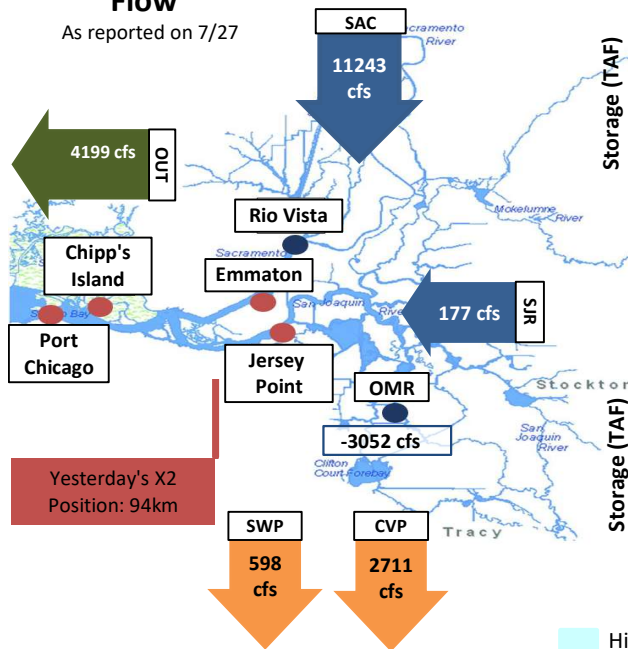 Flow
As reported on 7/27
SAC
Sacramento
River
11243
cfs
Storage (TAF)
4199 cfs
OUT
Mokelumne
River
Rio Vista
Sacramento
Chipp's
Island
Emmaton
San Joaquin
River
177 cfs
SJR
Port
Chicago
Jersey
Point
OMR
Stockton
-3052 cfs
San
Joaquin
River
Storage (TAF)
Clifton
Court Forebay
Yesterday's X2
Position: 94km
SWP
CVP
Tracy
598
cfs
2711
cfs
Hi